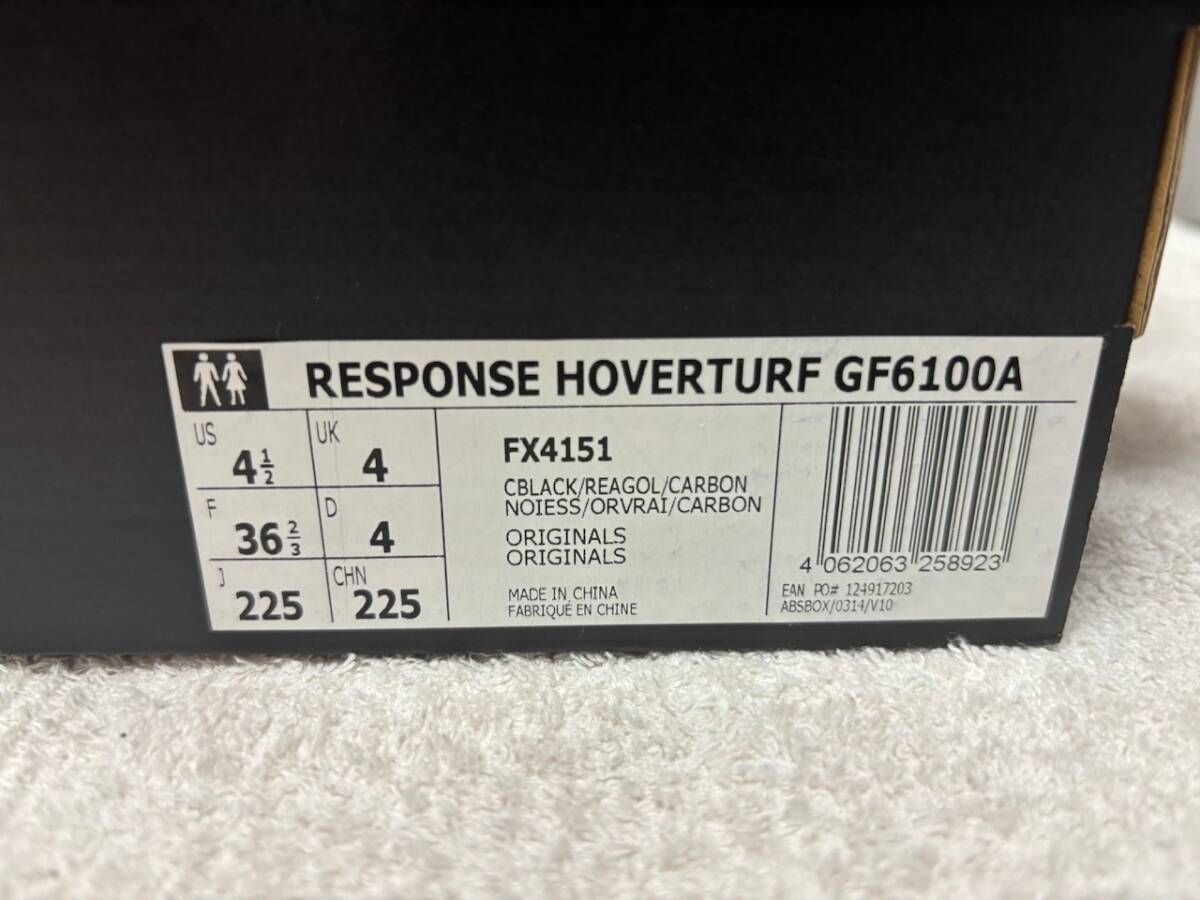 RESPONSE HOVERTURF GF6100A
US 4 1/2 UK 4
F 36 2/3 D 4
J 225 CHN 225
FX4151
CBLACK/REAGOL/CARBON
NOIESS/ORVRAI/CARBON
ORIGINALS
ORIGINALS
MADE IN CHINA
FABRIQUÉ EN CHINE
4 062063 258923
EAN PO# 124917203
ABSBOX/0314/V10